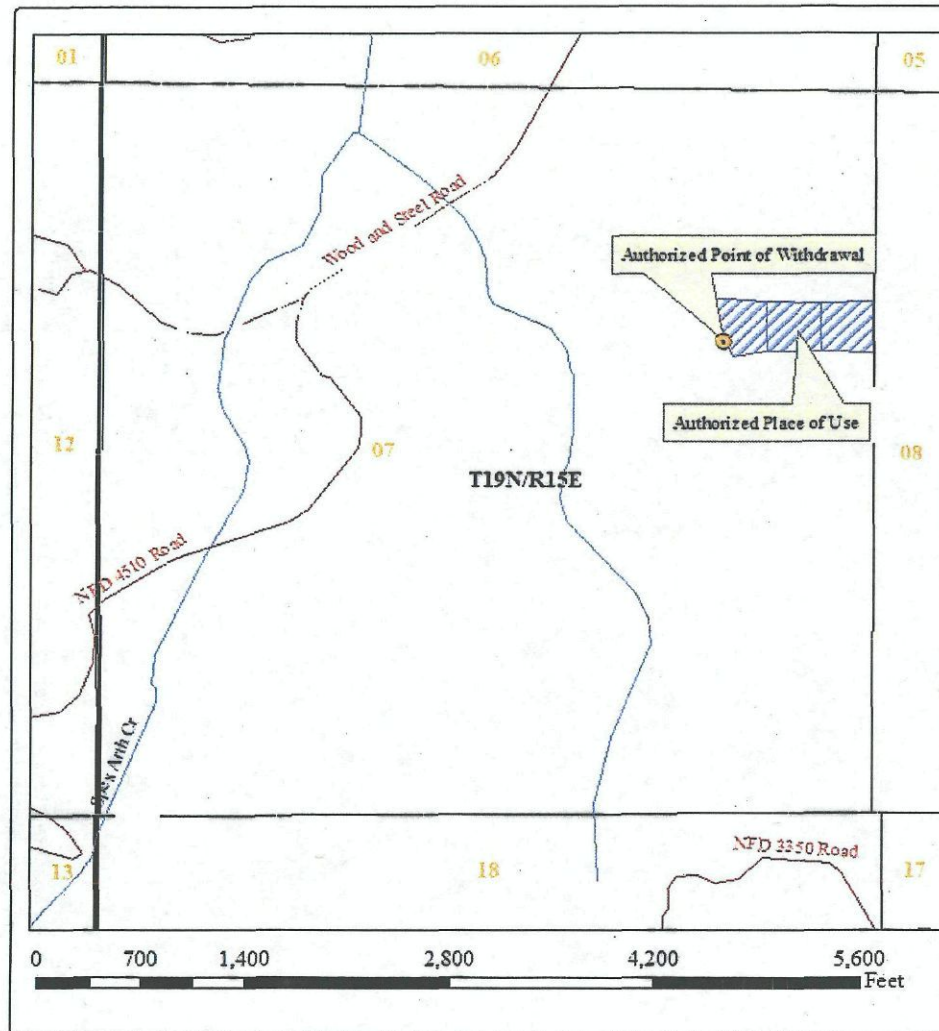 01
06
05
Wood and Steel Road
Authorized Point of Withdrawal
Authorized Place of Use
12
07
T19N/R15E
08
NFD 4510 Road
Arth Cr
NFD 3350 Road
13
18
17
0 700 1,400 2,800 4,200 5,600
Feet